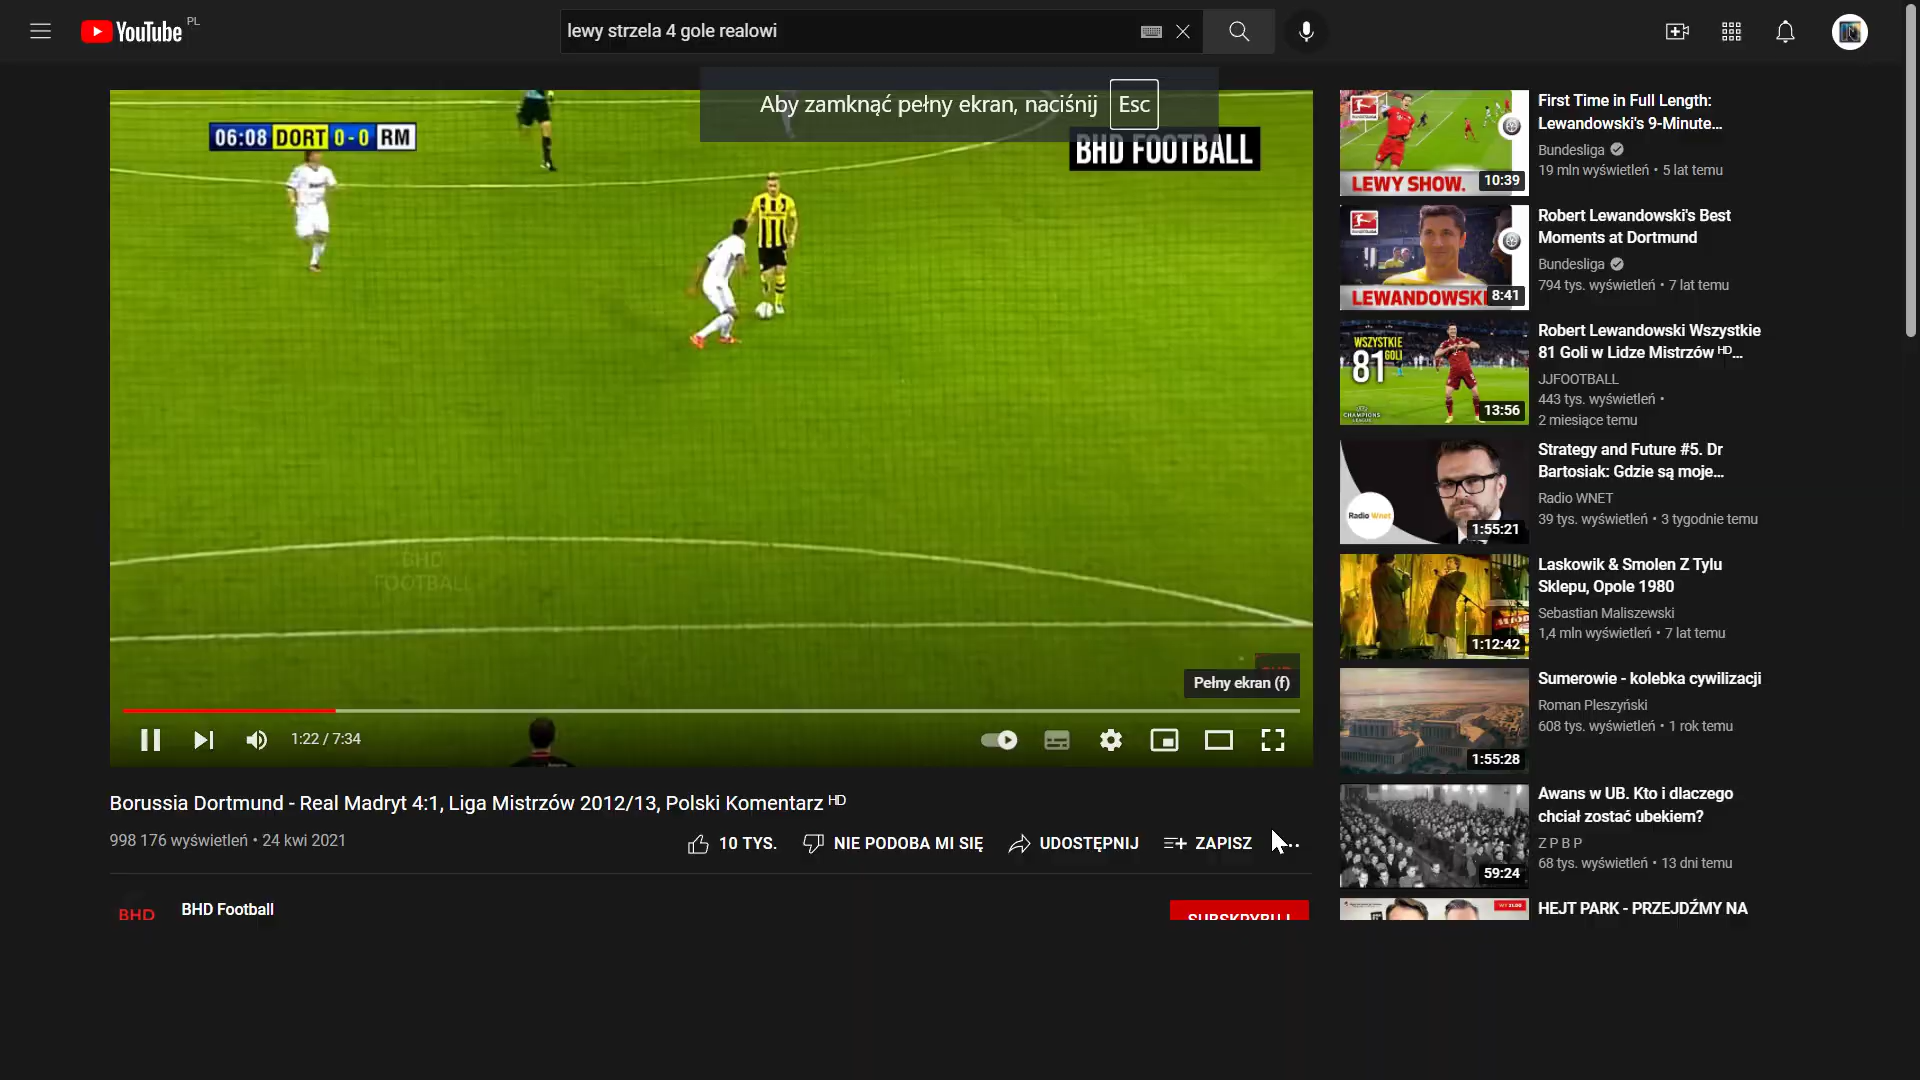 YouTube PL
lewy strzela 4 gole realowi
Aby zamknąć pełny ekran, naciśnij Esc
06:08 DORT 0-0 RM
BHD FOOTBALL
BHD
FOOTBALL
Pełny ekran (f)
1:22 / 7:34
Borussia Dortmund - Real Madryt 4:1, Liga Mistrzów 2012/13, Polski Komentarz ᴴᴰ
998 176 wyświetleń • 24 kwi 2021
10 TYS.
NIE PODOBA MI SIĘ
UDOSTĘPNIJ
ZAPISZ
BHD
BHD Football
SUBSKRYBUJ
LEWY SHOW.
10:39
First Time in Full Length:
Lewandowski's 9-Minute...
Bundesliga
19 mln wyświetleń • 5 lat temu
LEWANDOWSKI
8:41
Robert Lewandowski's Best
Moments at Dortmund
Bundesliga
794 tys. wyświetleń • 7 lat temu
WSZYSTKIE
81 GOLI
CHAMPIONS
13:56
Robert Lewandowski Wszystkie
81 Goli w Lidze Mistrzów ᴴᴰ...
JJFOOTBALL
443 tys. wyświetleń •
2 miesiące temu
Radio Wnet
1:55:21
Strategy and Future #5. Dr
Bartosiak: Gdzie są moje...
Radio WNET
39 tys. wyświetleń • 3 tygodnie temu
1:12:42
Laskowik & Smolen Z Tylu
Sklepu, Opole 1980
Sebastian Maliszewski
1,4 mln wyświetleń • 7 lat temu
1:55:28
Sumerowie - kolebka cywilizacji
Roman Pleszyński
608 tys. wyświetleń • 1 rok temu
59:24
Awans w UB. Kto i dlaczego
chciał zostać ubekiem?
Z P B P
68 tys. wyświetleń • 13 dni temu
HEJT PARK - PRZEJDŹMY NA